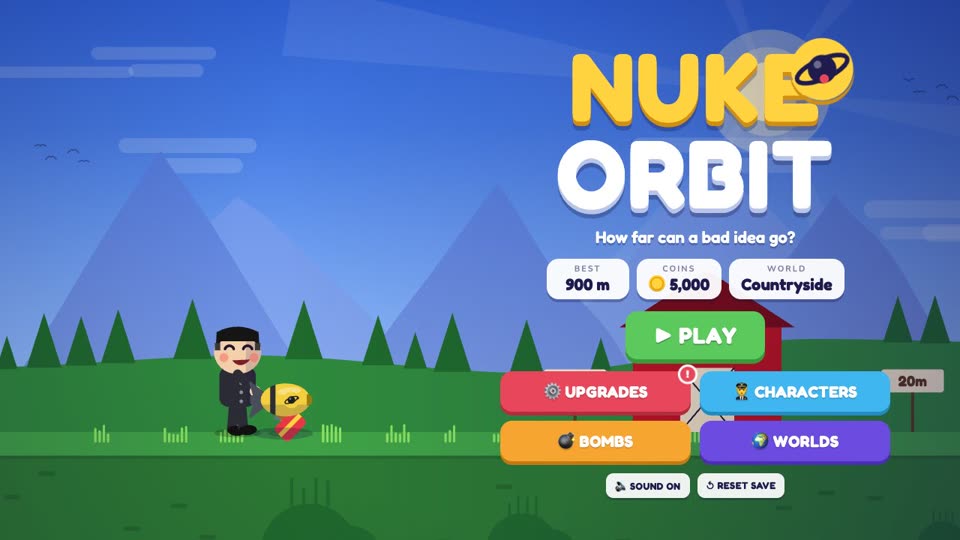 NUKE
ORBIT
How far can a bad idea go?
BEST
900 m
COINS
5,000
WORLD
Countryside
PLAY
UPGRADES
!
CHARACTERS
20m
BOMBS
WORLDS
SOUND ON
RESET SAVE